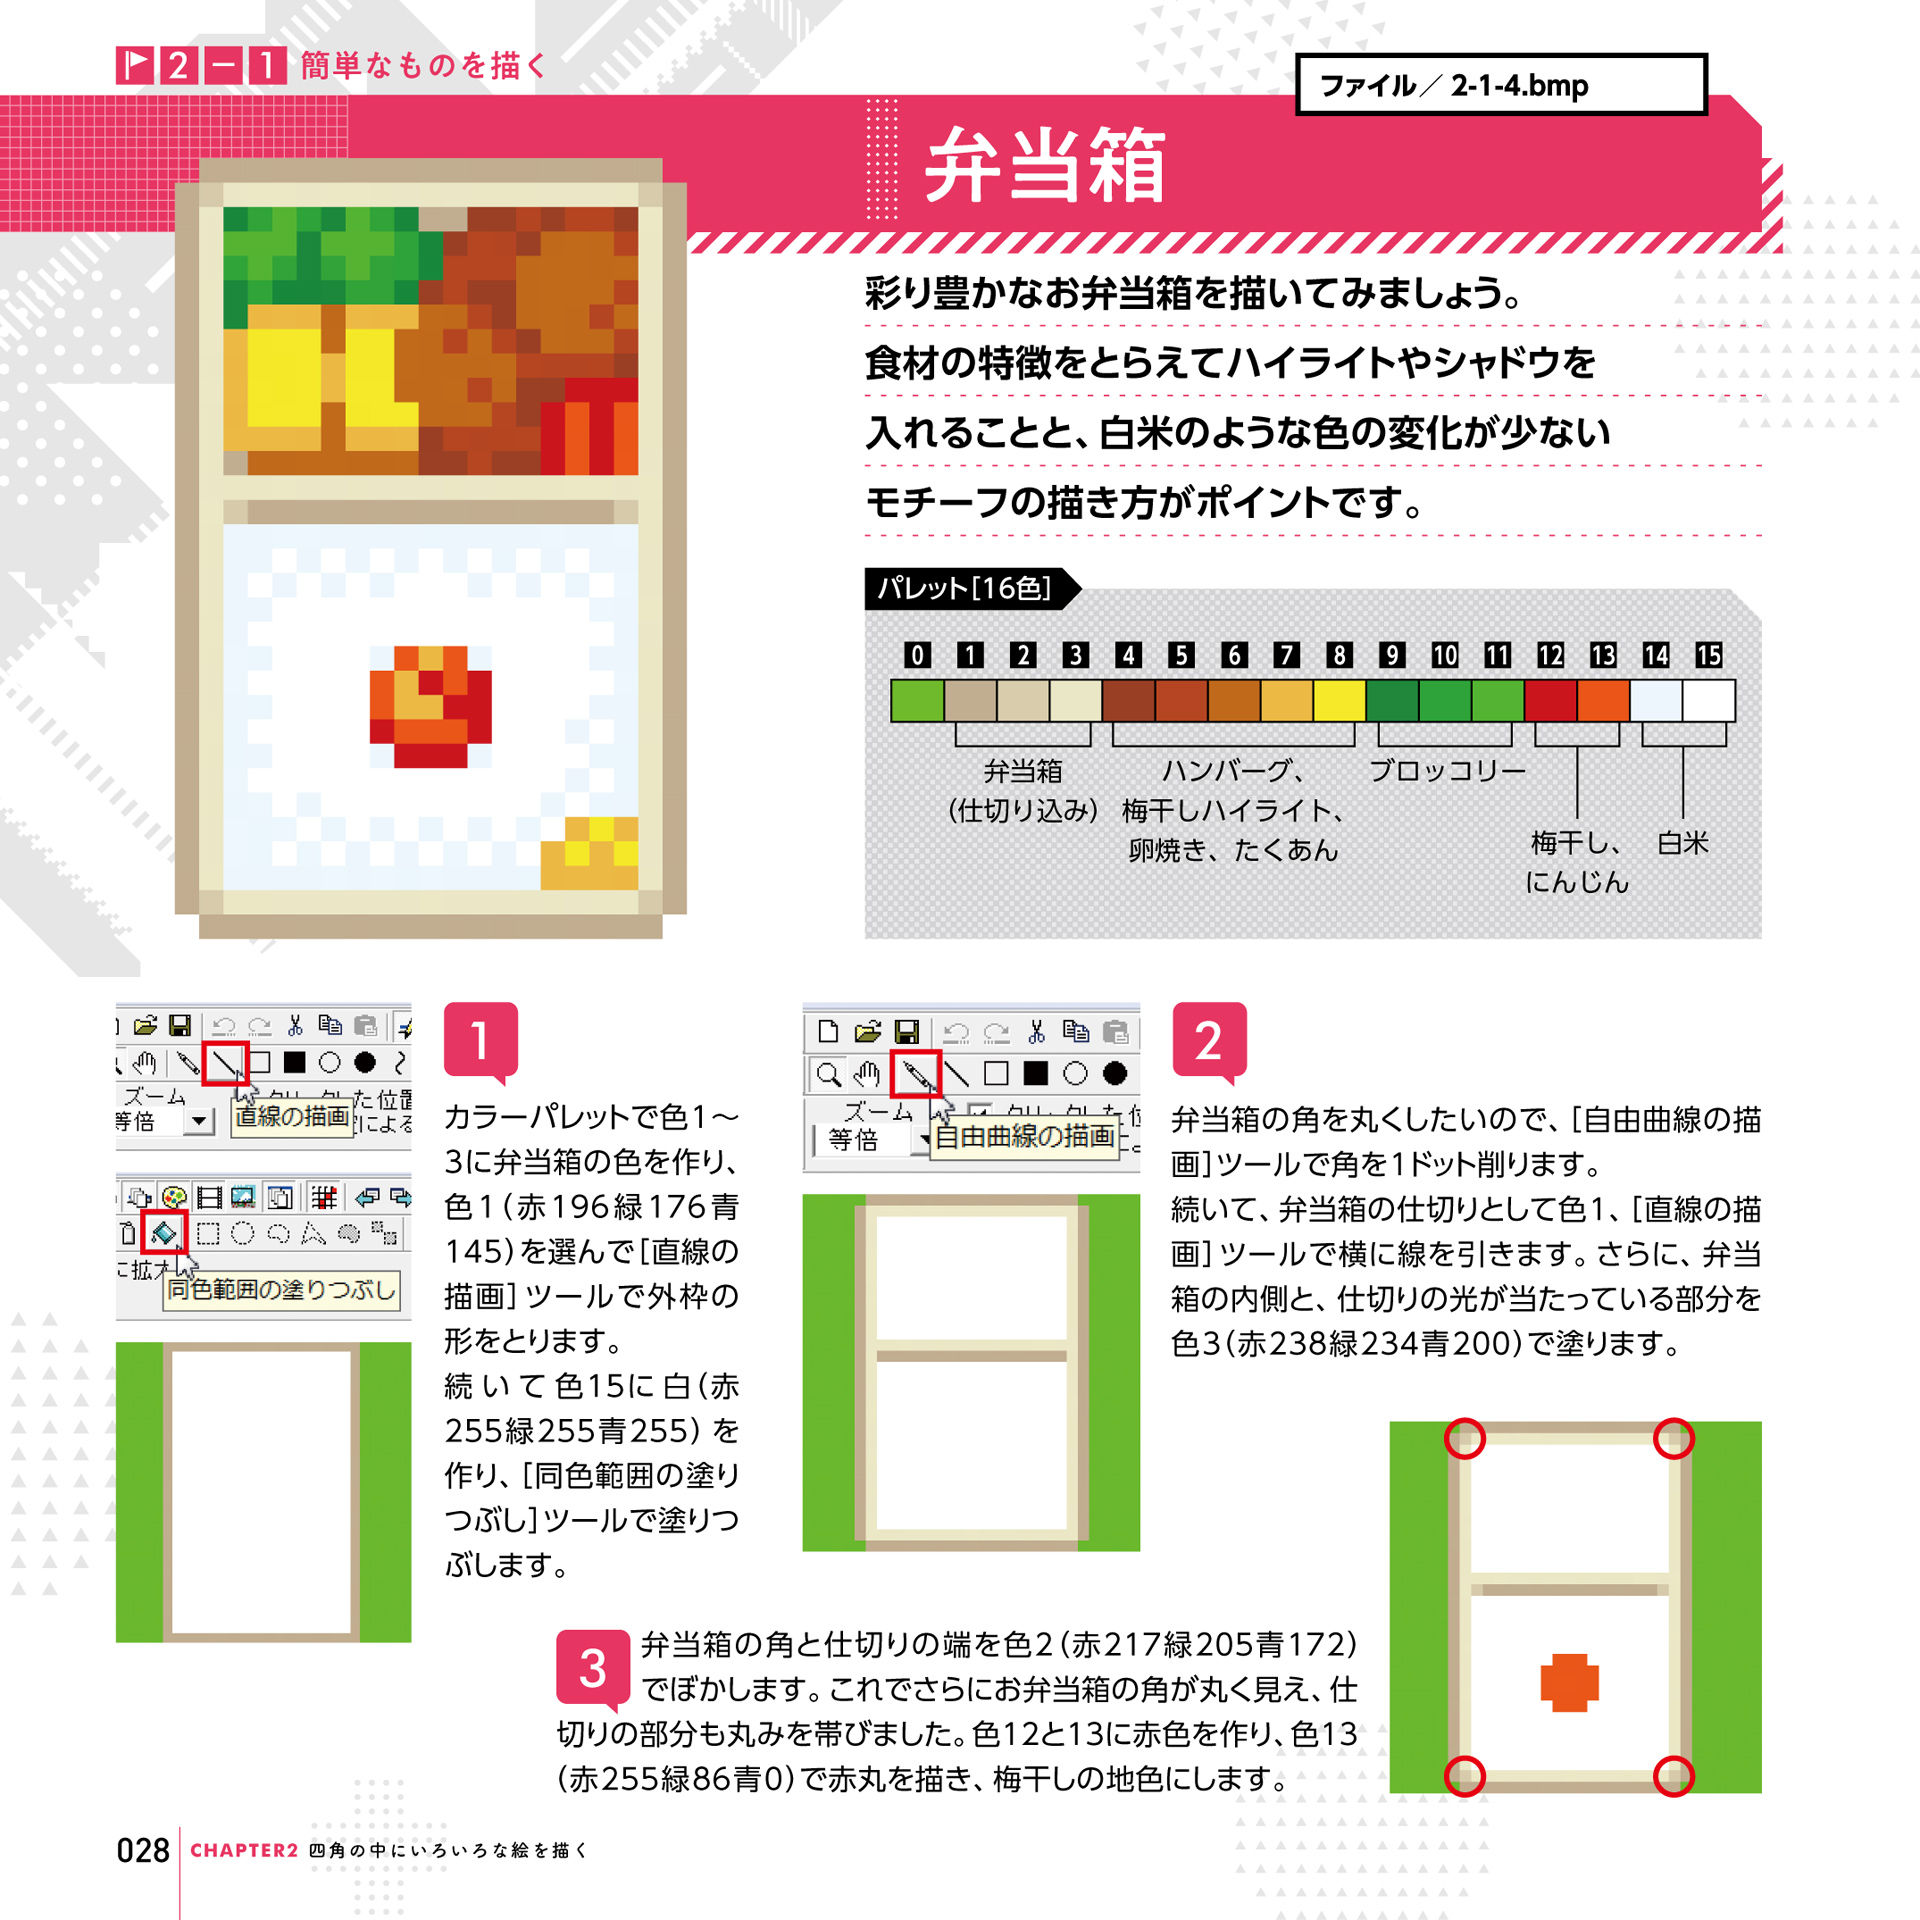 2-1 簡単なものを描く
ファイル／2-1-4.bmp
弁当箱
彩り豊かなお弁当箱を描いてみましょう。
食材の特徴をとらえてハイライトやシャドウを
入れることと、白米のような色の変化が少ない
モチーフの描き方がポイントです。
パレット[16色]
0 1 2 3 4 5 6 7 8 9 10 11 12 13 14 15
弁当箱
(仕切り込み)
ハンバーグ、
梅干しハイライト、
卵焼き、たくあん
ブロッコリー
梅干し、
にんじん
白米
ズーム
等倍
直線の描画
に拡大
同色範囲の塗りつぶし
1
カラーパレットで色1〜
3に弁当箱の色を作り、
色1(赤196緑176青
145)を選んで[直線の
描画]ツールで外枠の
形をとります。
続いて色15に白(赤
255緑255青255)を
作り、[同色範囲の塗り
つぶし]ツールで塗りつ
ぶします。
ズーム
等倍
自由曲線の描画
2
弁当箱の角を丸くしたいので、[自由曲線の描
画]ツールで角を1ドット削ります。
続いて、弁当箱の仕切りとして色1、[直線の描
画]ツールで横に線を引きます。さらに、弁当
箱の内側と、仕切りの光が当たっている部分を
色3(赤238緑234青200)で塗ります。
3
弁当箱の角と仕切りの端を色2(赤217緑205青172)
でぼかします。これでさらにお弁当箱の角が丸く見え、仕
切りの部分も丸みを帯びました。色12と13に赤色を作り、色13
(赤255緑86青0)で赤丸を描き、梅干しの地色にします。
028
CHAPTER2 四角の中にいろいろな絵を描く